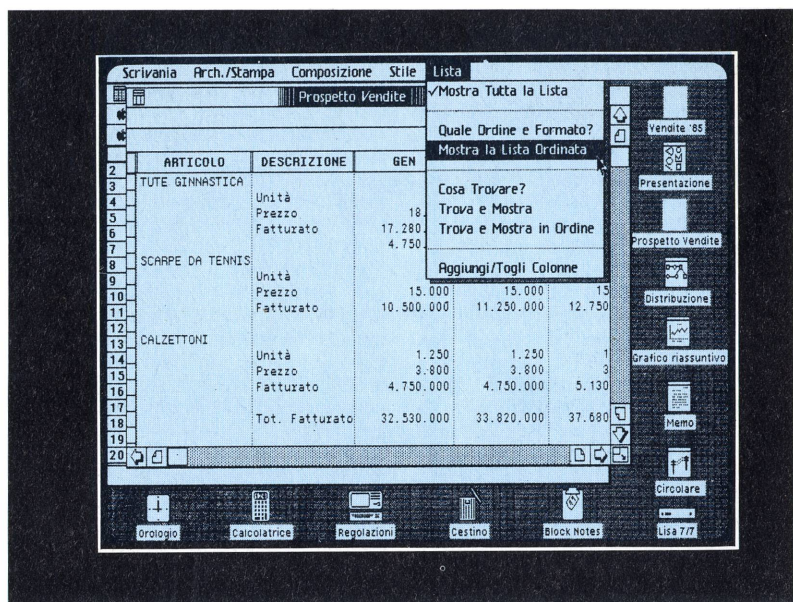 Scrivania Arch./Stampa Composizione Stile Lista
Prospetto Vendite
✓Mostra Tutta la Lista
Quale Ordine e Formato?
Mostra la Lista Ordinata
Cosa Trovare?
Trova e Mostra
Trova e Mostra in Ordine
Aggiungi/Togli Colonne
ARTICOLO DESCRIZIONE GEN
2
3 TUTE GINNASTICA
4 Unità
5 Prezzo 18.
6 Fatturato 17.280.
7 4.750.
8 SCARPE DA TENNIS
9 Unità
10 Prezzo 15.000 15.000 15
11 Fatturato 10.500.000 11.250.000 12.750
12
13 CALZETTONI
14 Unità 1.250 1.250 1
15 Prezzo 3.800 3.800 3
16 Fatturato 4.750.000 4.750.000 5.130
17
18 Tot. Fatturato 32.530.000 33.820.000 37.680
19
20
Vendite '85
Presentazione
Prospetto Vendite
Distribuzione
Grafico riassuntivo
Memo
Circolare
Orologio Calcolatrice Regolazioni Cestino Block Notes Lisa 7/7